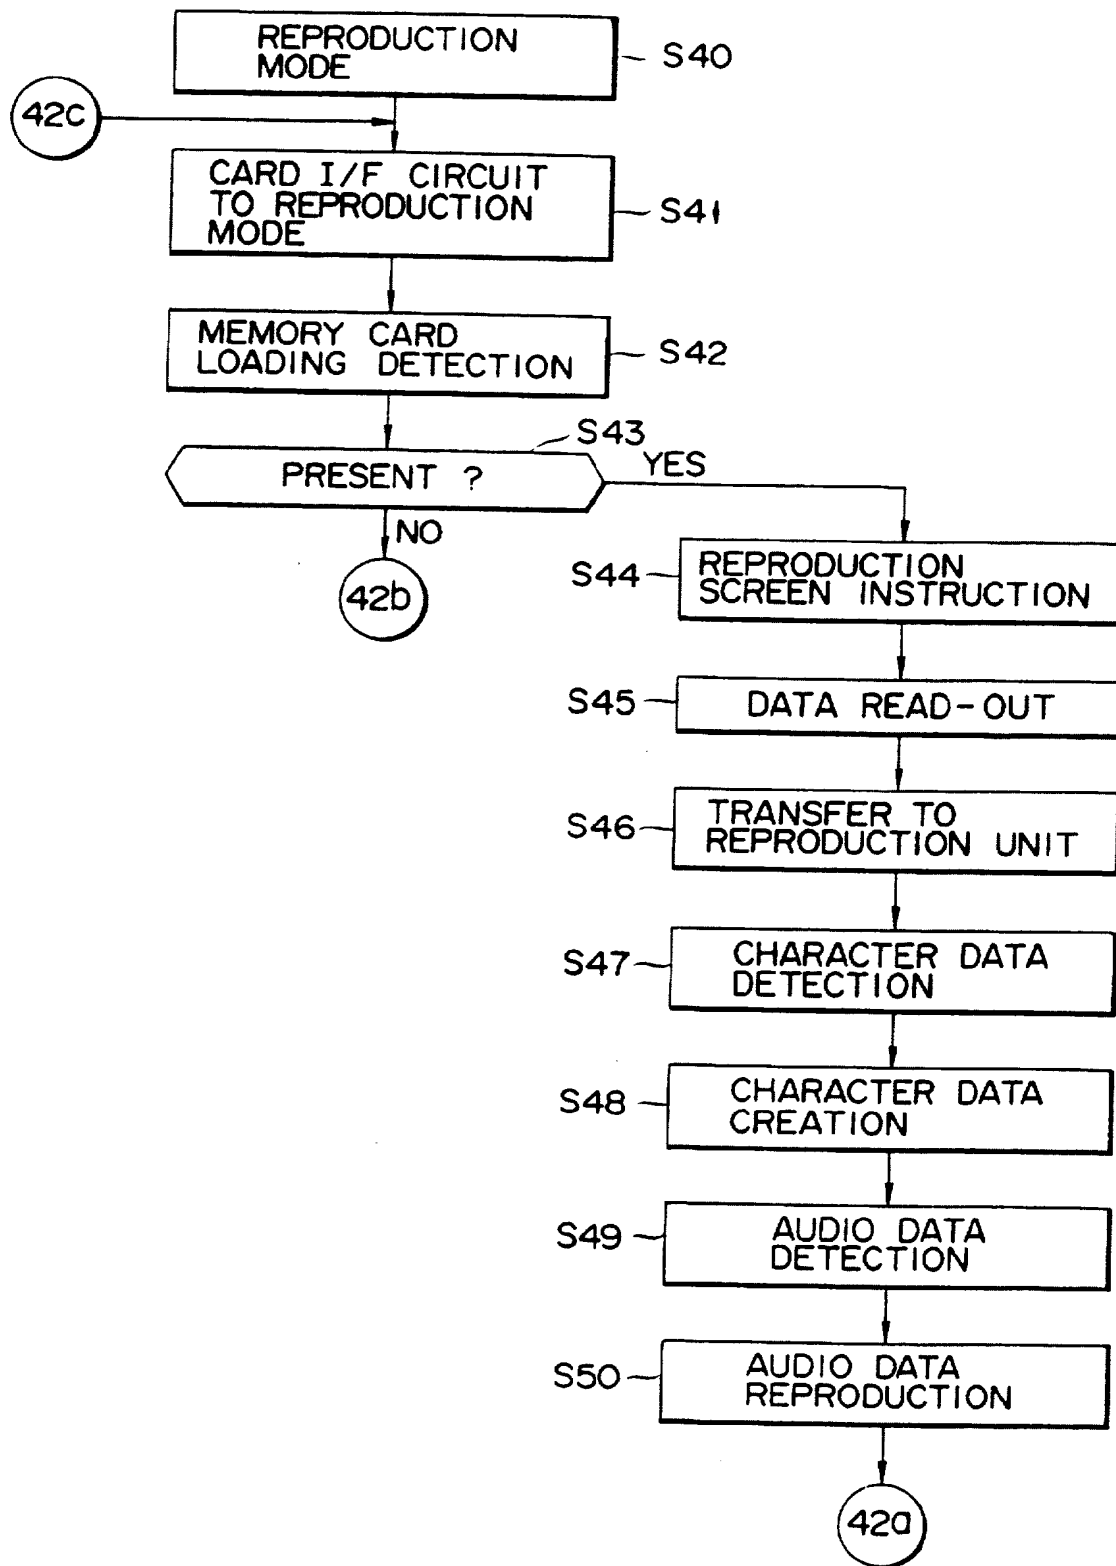 REPRODUCTION
MODE
S40
42c
CARD I/F CIRCUIT
TO REPRODUCTION
MODE
S41
MEMORY CARD
LOADING DETECTION
S42
S43
PRESENT ?
YES
NO
42b
S44
REPRODUCTION
SCREEN INSTRUCTION
S45
DATA READ-OUT
S46
TRANSFER TO
REPRODUCTION UNIT
S47
CHARACTER DATA
DETECTION
S48
CHARACTER DATA
CREATION
S49
AUDIO DATA
DETECTION
S50
AUDIO DATA
REPRODUCTION
42a